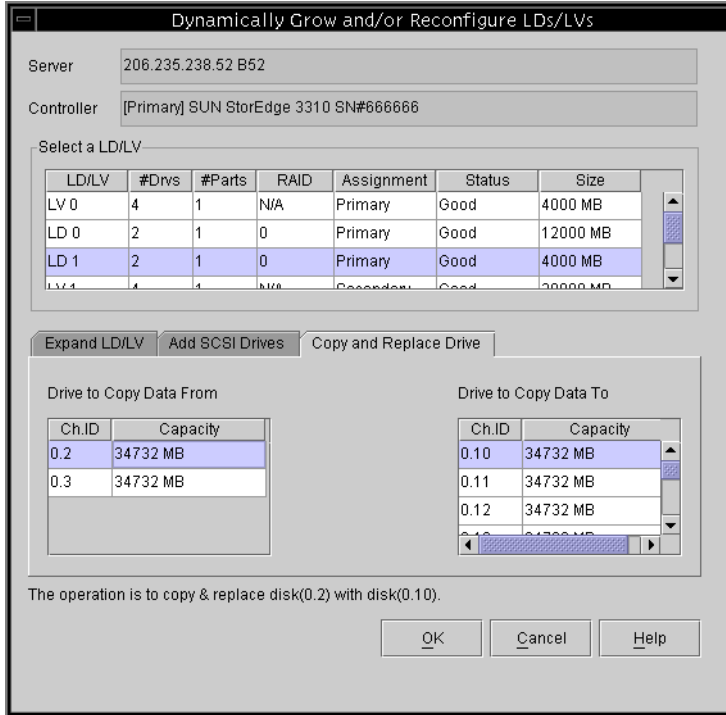 Dynamically Grow and/or Reconfigure LDs/LVs
Server 206.235.238.52 B52
Controller [Primary] SUN StorEdge 3310 SN#666666
Select a LD/LV
LD/LV #Drvs #Parts RAID Assignment Status Size
LV 0 4 1 N/A Primary Good 4000 MB
LD 0 2 1 0 Primary Good 12000 MB
LD 1 2 1 0 Primary Good 4000 MB
LV 1 4 1 N/A Secondary Good
Expand LD/LV Add SCSI Drives Copy and Replace Drive
Drive to Copy Data From Drive to Copy Data To
Ch.ID Capacity Ch.ID Capacity
0.2 34732 MB 0.10 34732 MB
0.3 34732 MB 0.11 34732 MB
0.12 34732 MB
The operation is to copy & replace disk(0.2) with disk(0.10).
OK Cancel Help